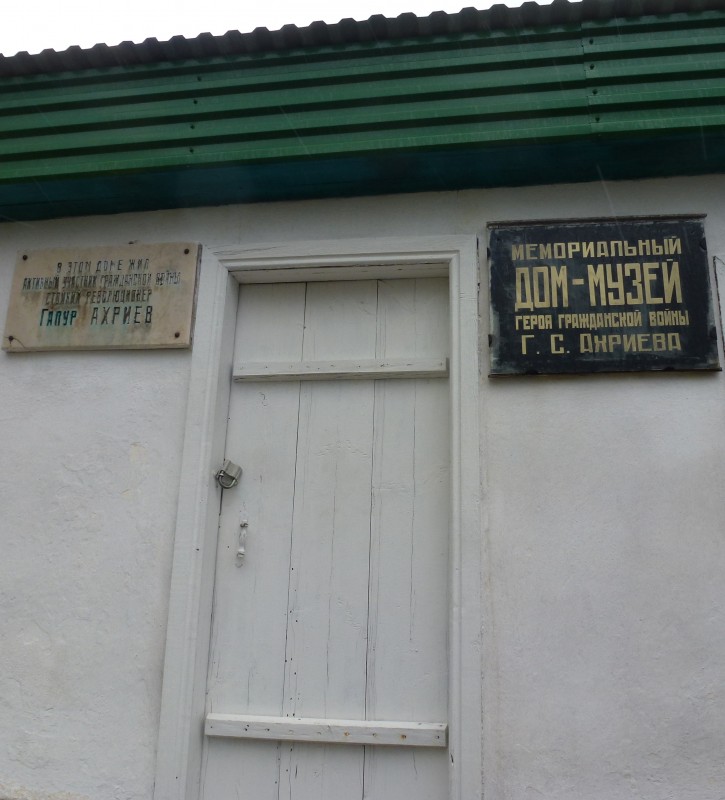 В ЭТОМ ДОМЕ ЖИЛ
АКТИВНЫЙ УЧАСТНИК ГРАЖДАНСКОЙ ВОЙНЫ
СТОЙКИЙ РЕВОЛЮЦИОНЕР
ГАПУР АХРИЕВ
МЕМОРИАЛЬНЫЙ
ДОМ-МУЗЕЙ
ГЕРОЯ ГРАЖДАНСКОЙ ВОЙНЫ
Г. С. АХРИЕВА